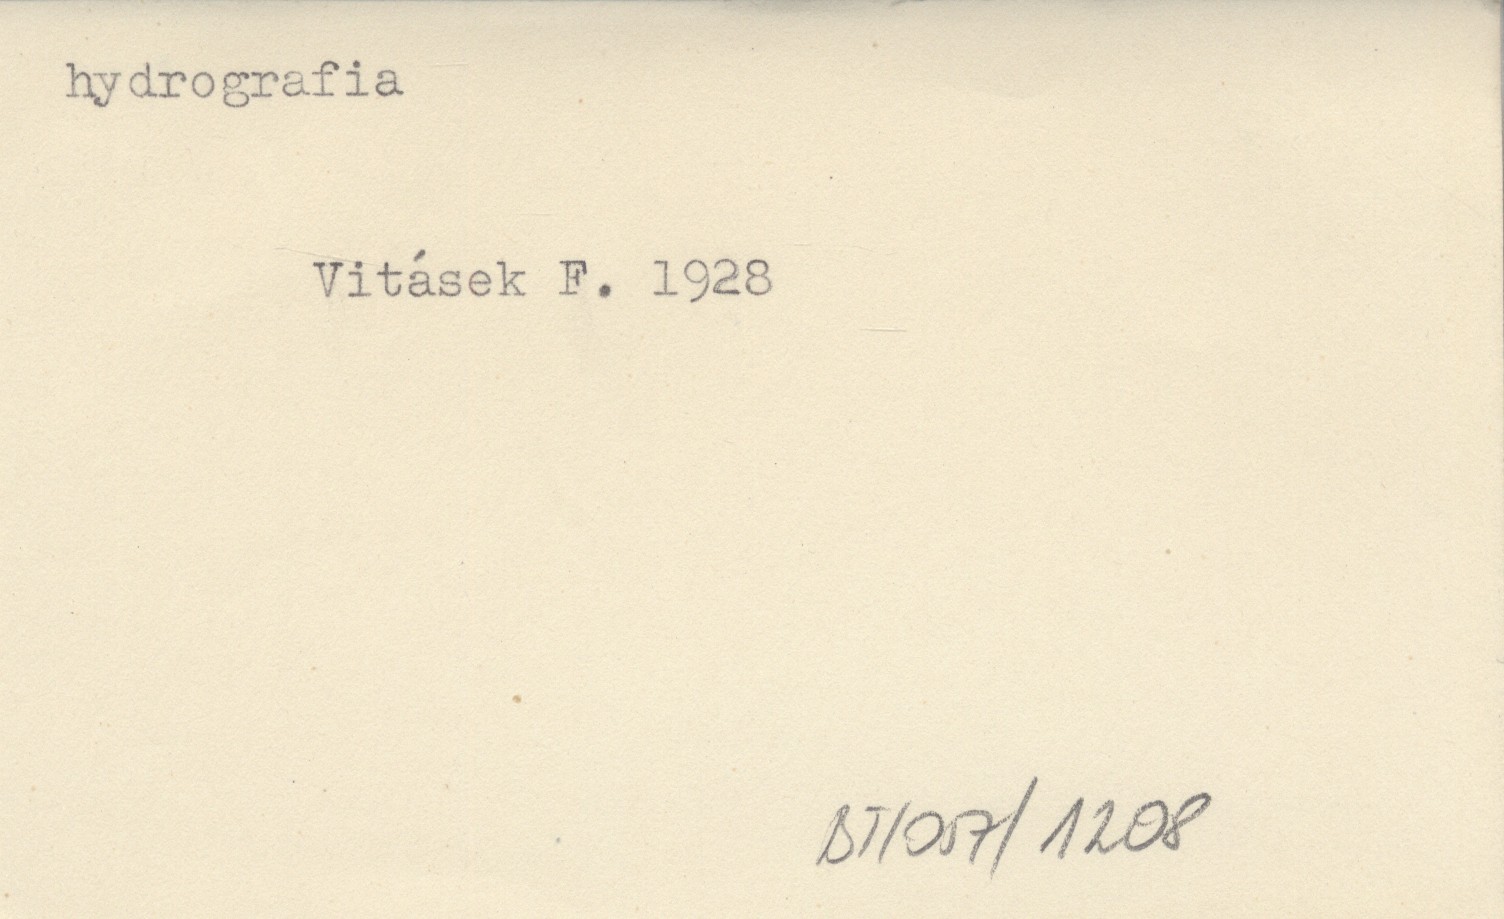 hydrografia
Vitásek F. 1928
BT/057/1208